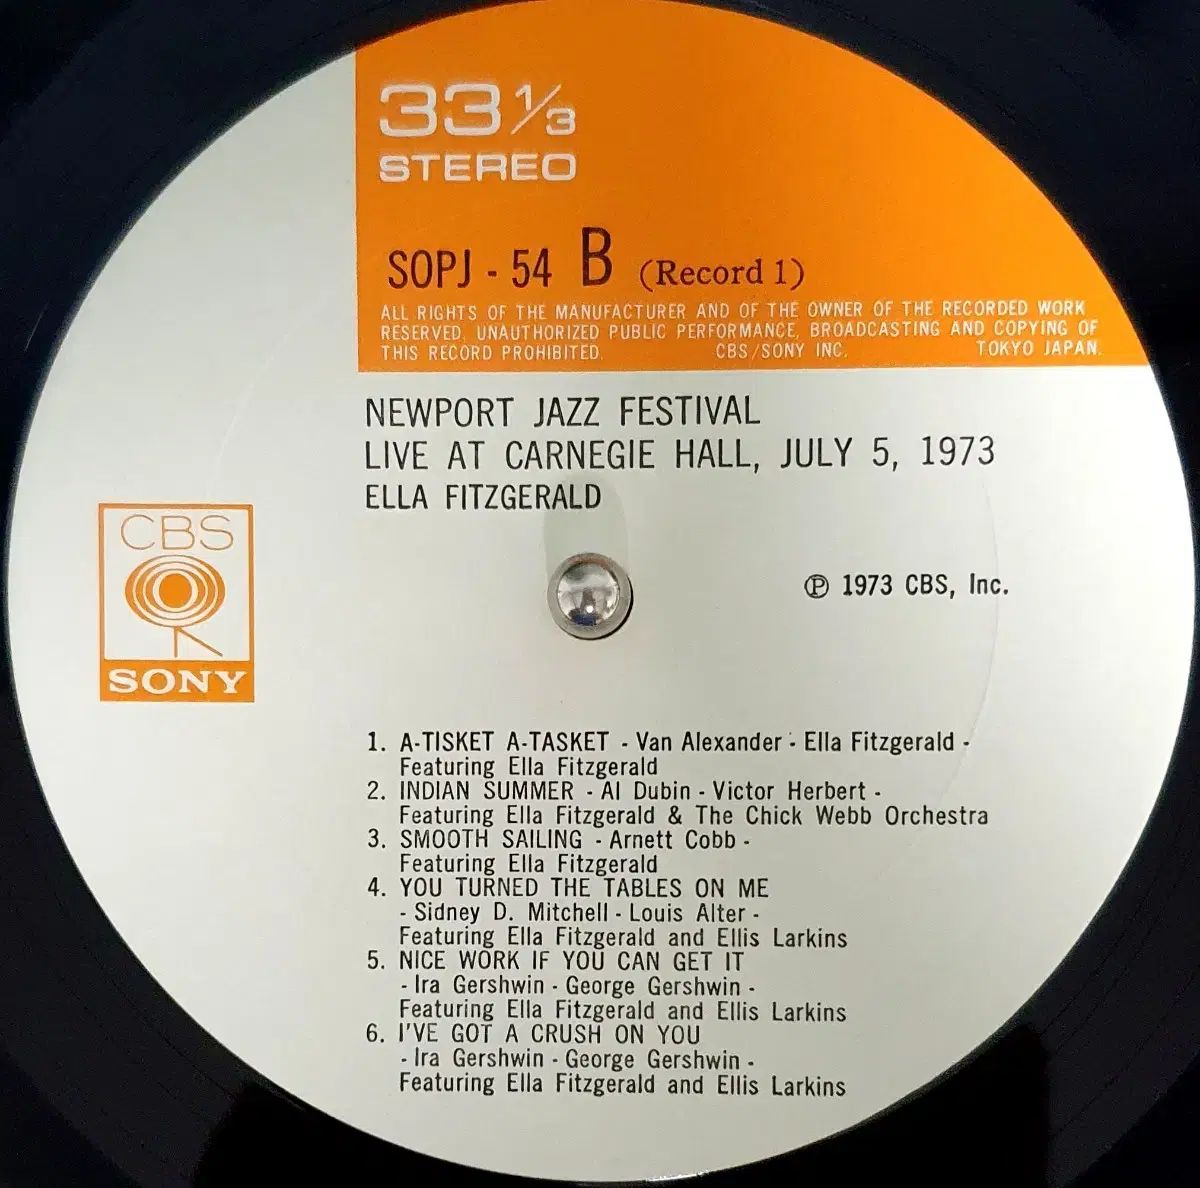 33 1/3
STEREO
SOPJ - 54 B (Record 1)
ALL RIGHTS OF THE MANUFACTURER AND OF THE OWNER OF THE RECORDED WORK
RESERVED. UNAUTHORIZED PUBLIC PERFORMANCE, BROADCASTING AND COPYING OF
THIS RECORD PROHIBITED. CBS/SONY INC. TOKYO JAPAN.
NEWPORT JAZZ FESTIVAL
LIVE AT CARNEGIE HALL, JULY 5, 1973
ELLA FITZGERALD
CBS
SONY
℗ 1973 CBS, Inc.
1. A-TISKET A-TASKET - Van Alexander - Ella Fitzgerald -
Featuring Ella Fitzgerald
2. INDIAN SUMMER - Al Dubin - Victor Herbert -
Featuring Ella Fitzgerald & The Chick Webb Orchestra
3. SMOOTH SAILING - Arnett Cobb -
Featuring Ella Fitzgerald
4. YOU TURNED THE TABLES ON ME
- Sidney D. Mitchell - Louis Alter -
Featuring Ella Fitzgerald and Ellis Larkins
5. NICE WORK IF YOU CAN GET IT
- Ira Gershwin - George Gershwin -
Featuring Ella Fitzgerald and Ellis Larkins
6. I'VE GOT A CRUSH ON YOU
- Ira Gershwin - George Gershwin -
Featuring Ella Fitzgerald and Ellis Larkins